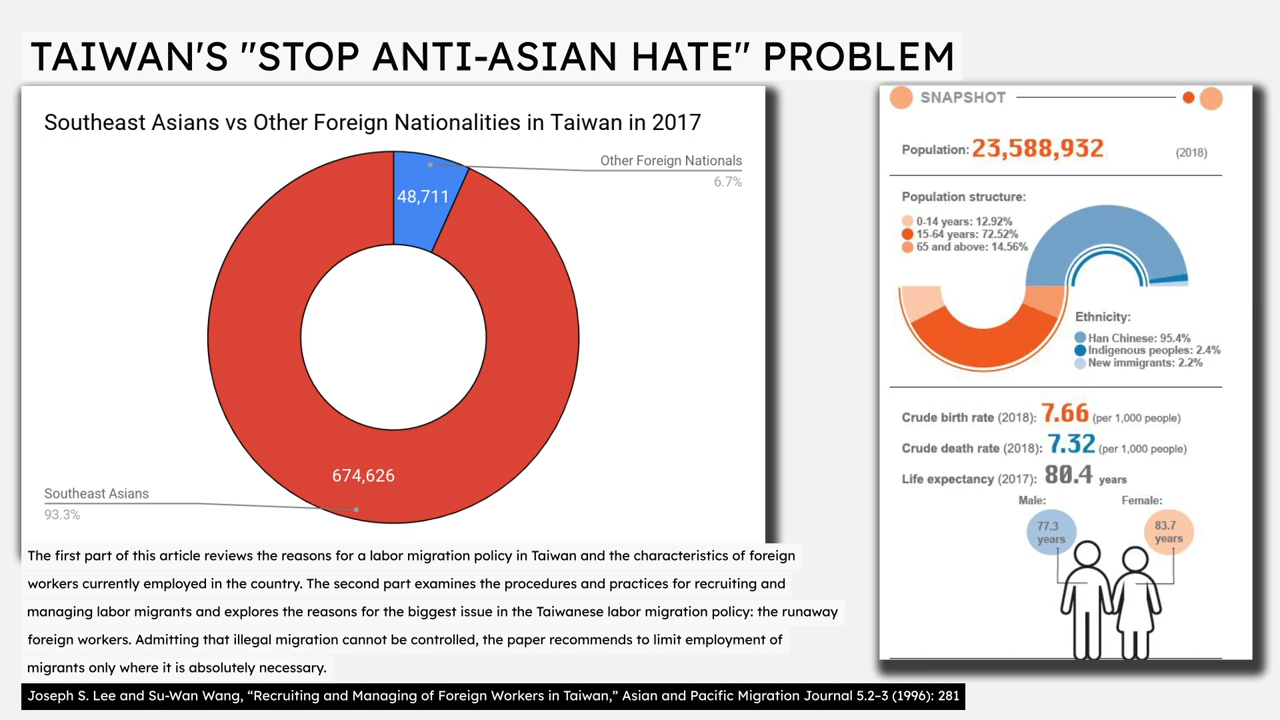 TAIWAN'S "STOP ANTI-ASIAN HATE" PROBLEM
Southeast Asians vs Other Foreign Nationalities in Taiwan in 2017
Other Foreign Nationals
6.7%
48,711
674,626
Southeast Asians
93.3%
The first part of this article reviews the reasons for a labor migration policy in Taiwan and the characteristics of foreign
workers currently employed in the country. The second part examines the procedures and practices for recruiting and
managing labor migrants and explores the reasons for the biggest issue in the Taiwanese labor migration policy: the runaway
foreign workers. Admitting that illegal migration cannot be controlled, the paper recommends to limit employment of
migrants only where it is absolutely necessary.
Joseph S. Lee and Su-Wan Wang, “Recruiting and Managing of Foreign Workers in Taiwan,” Asian and Pacific Migration Journal 5.2–3 (1996): 281
SNAPSHOT
Population: 23,588,932 (2018)
Population structure:
0-14 years: 12.92%
15-64 years: 72.52%
65 and above: 14.56%
Ethnicity:
Han Chinese: 95.4%
Indigenous peoples: 2.4%
New immigrants: 2.2%
Crude birth rate (2018): 7.66 (per 1,000 people)
Crude death rate (2018): 7.32 (per 1,000 people)
Life expectancy (2017): 80.4 years
Male: Female:
77.3 83.7
years years